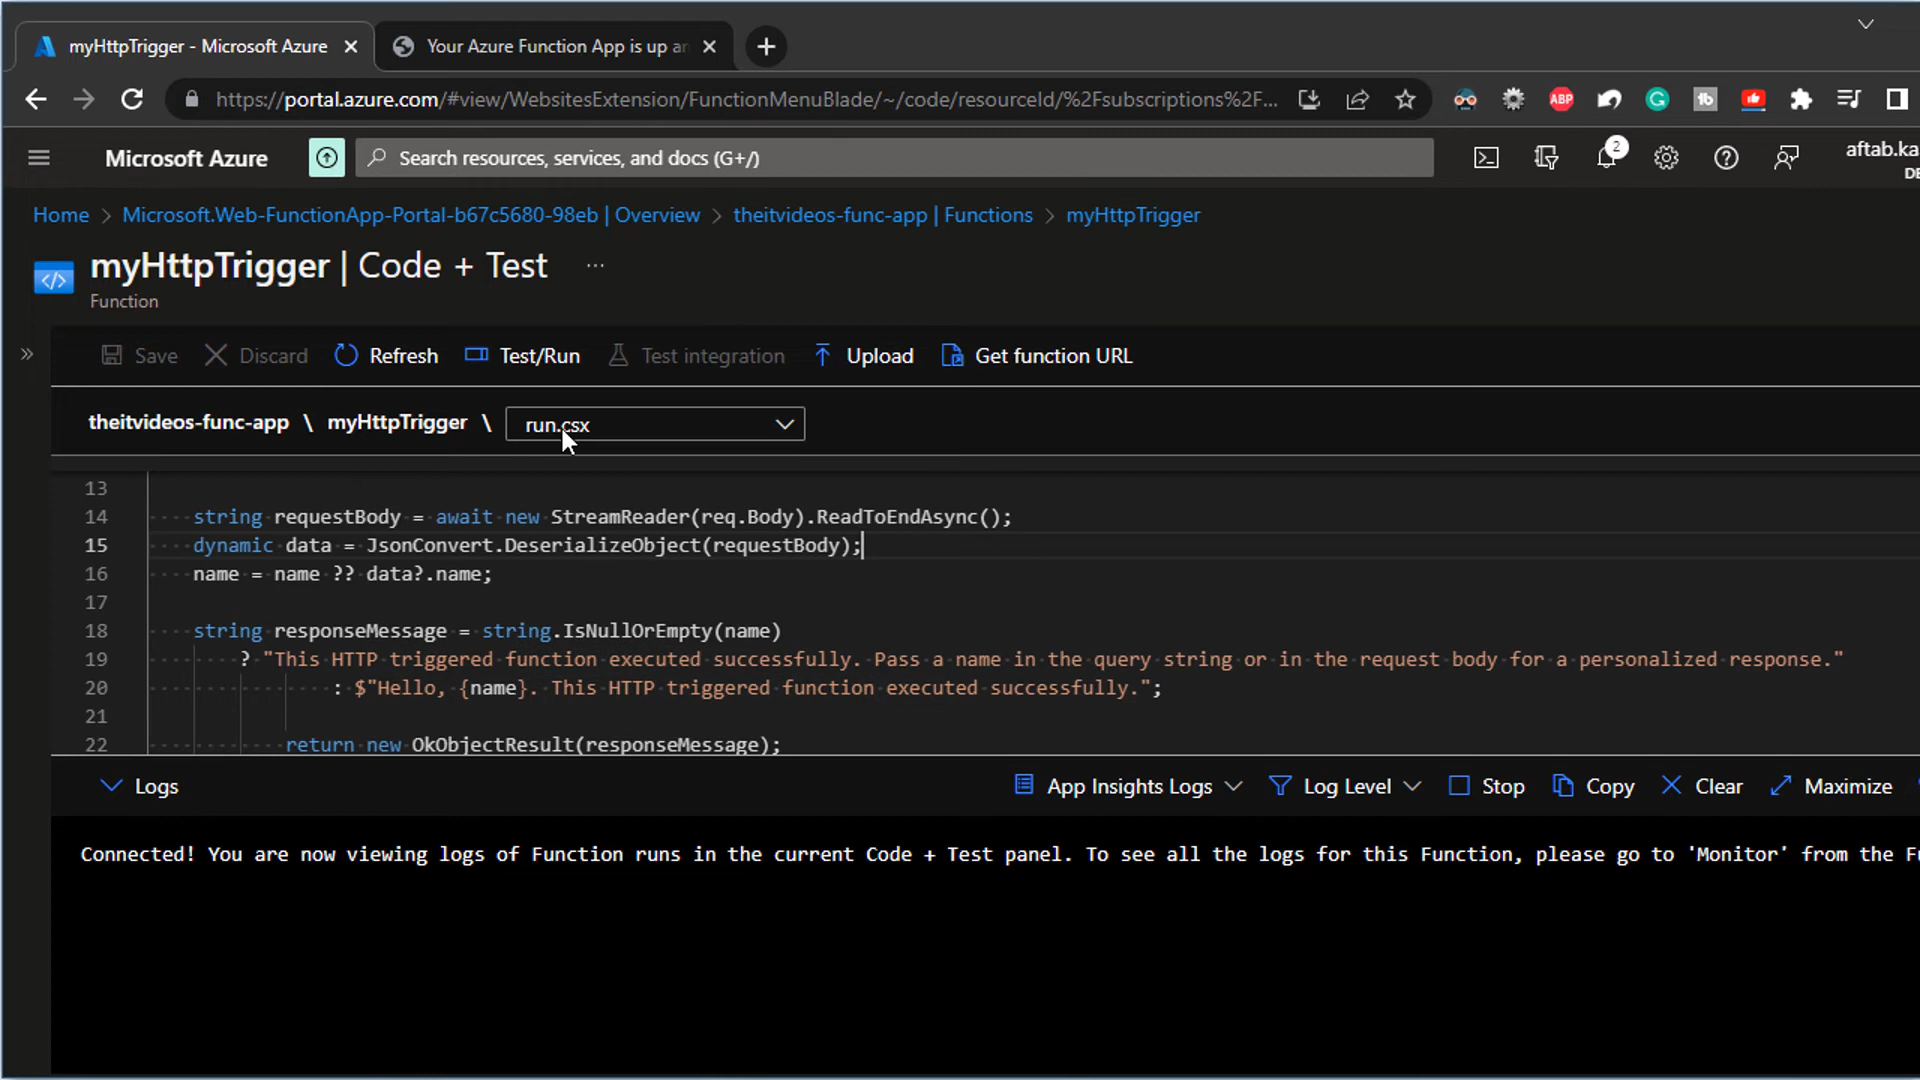 myHttpTrigger - Microsoft Azure
Your Azure Function App is up an
https://portal.azure.com/#view/WebsitesExtension/FunctionMenuBlade/~/code/resourceId/%2Fsubscriptions%2F...
ABP
Microsoft Azure
Search resources, services, and docs (G+/)
2
aftab.ka
DE
Home > Microsoft.Web-FunctionApp-Portal-b67c5680-98eb | Overview > theitvideos-func-app | Functions > myHttpTrigger
myHttpTrigger | Code + Test ...
Function
Save Discard Refresh Test/Run Test integration Upload Get function URL
theitvideos-func-app \ myHttpTrigger \ run.csx
13
14 string requestBody = await new StreamReader(req.Body).ReadToEndAsync();
15 dynamic data = JsonConvert.DeserializeObject(requestBody);
16 name = name ?? data?.name;
17
18 string responseMessage = string.IsNullOrEmpty(name)
19 ? "This HTTP triggered function executed successfully. Pass a name in the query string or in the request body for a personalized response."
20 : $"Hello, {name}. This HTTP triggered function executed successfully.";
21
22 return new OkObjectResult(responseMessage);
Logs App Insights Logs Log Level Stop Copy Clear Maximize
Connected! You are now viewing logs of Function runs in the current Code + Test panel. To see all the logs for this Function, please go to 'Monitor' from the Fu